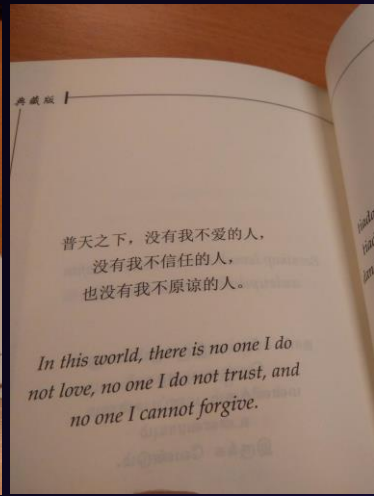 典藏版
普天之下，没有我不爱的人，
没有我不信任的人，
也没有我不原谅的人。
In this world, there is no one I do
not love, no one I do not trust, and
no one I cannot forgive.